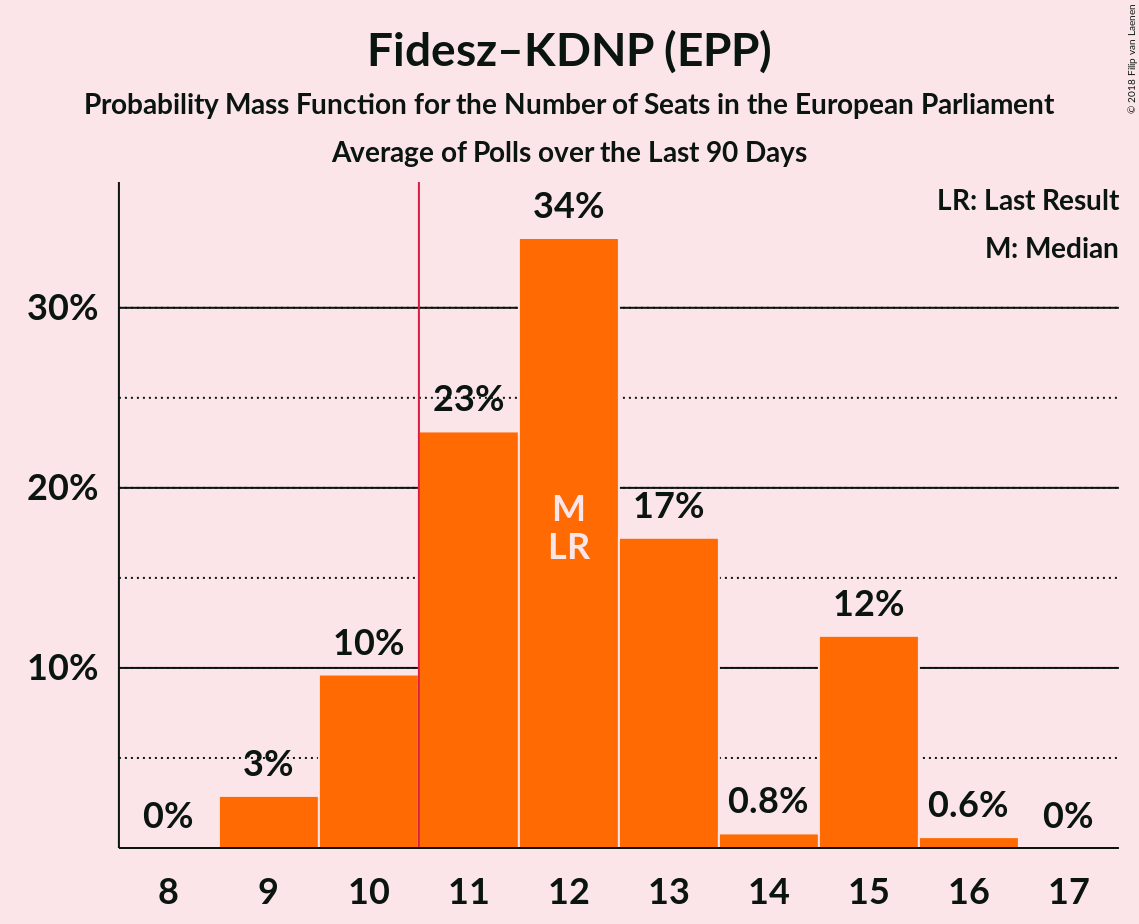 Fidesz–KDNP (EPP)
Probability Mass Function for the Number of Seats in the European Parliament
Average of Polls over the Last 90 Days
© 2018 Filip van Laenen
LR: Last Result
M: Median
34%
30%
23%
20%
17%
M
LR
12%
10%
10%
3%
0%
0.8%
0.6%
0%
8 9 10 11 12 13 14 15 16 17